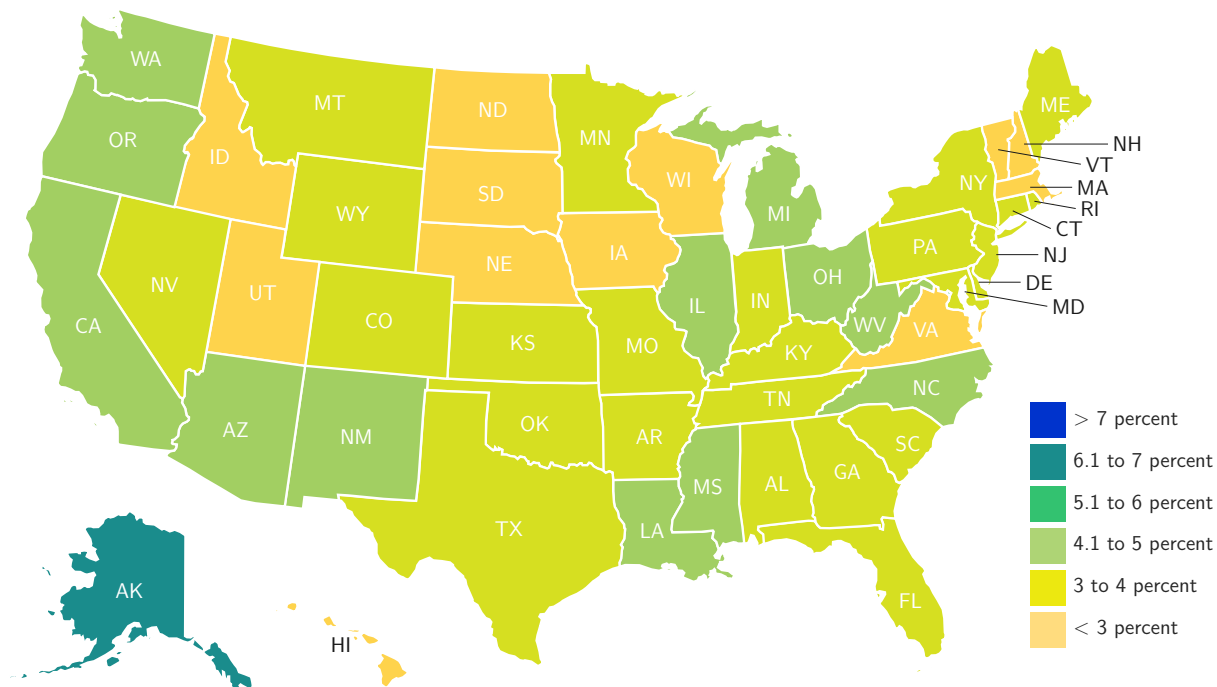 WA
ME
MT
ND
MN
OR
NH
ID
VT
WI
NY
MA
SD
RI
WY
MI
CT
PA
NJ
IA
NE
OH
DE
NV
UT
IN
IL
MD
CO
WV
VA
CA
KS
MO
KY
NC
TN
> 7 percent
OK
AZ
NM
AR
SC
6.1 to 7 percent
GA
AL
MS
5.1 to 6 percent
TX
LA
4.1 to 5 percent
AK
3 to 4 percent
FL
< 3 percent
HI